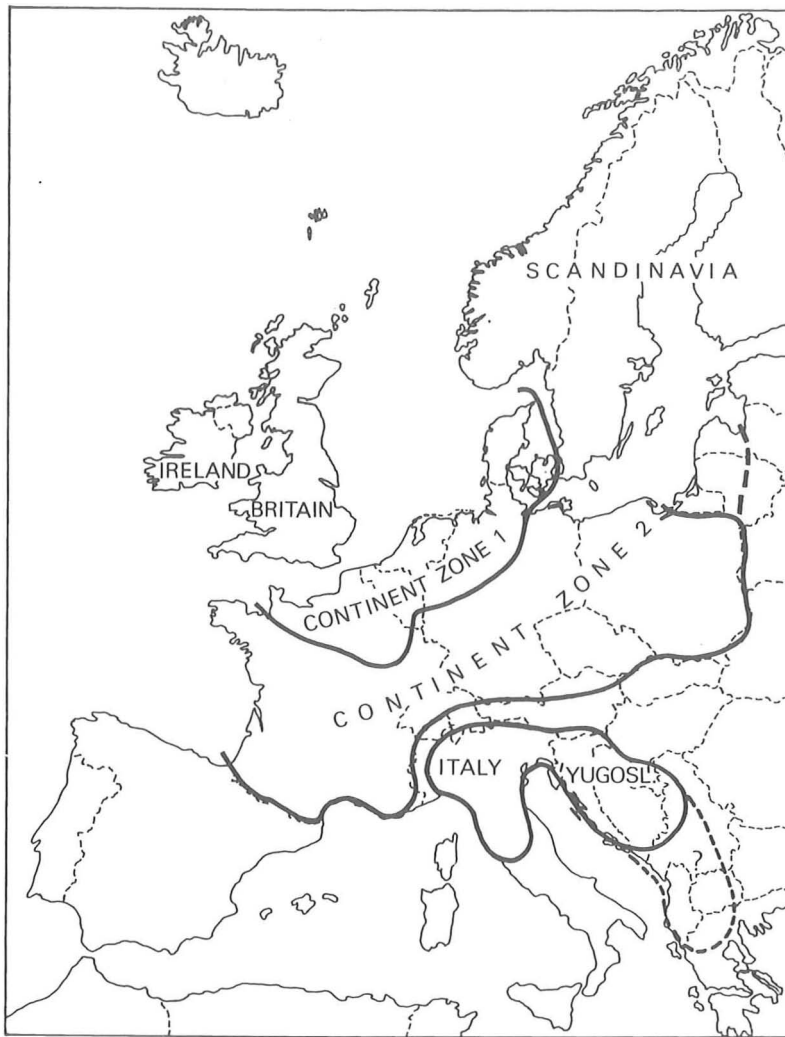 SCANDINAVIA
IRELAND
BRITAIN
CONTINENT ZONE 1
CONTINENT ZONE 2
ITALY
YUGOSL.
?